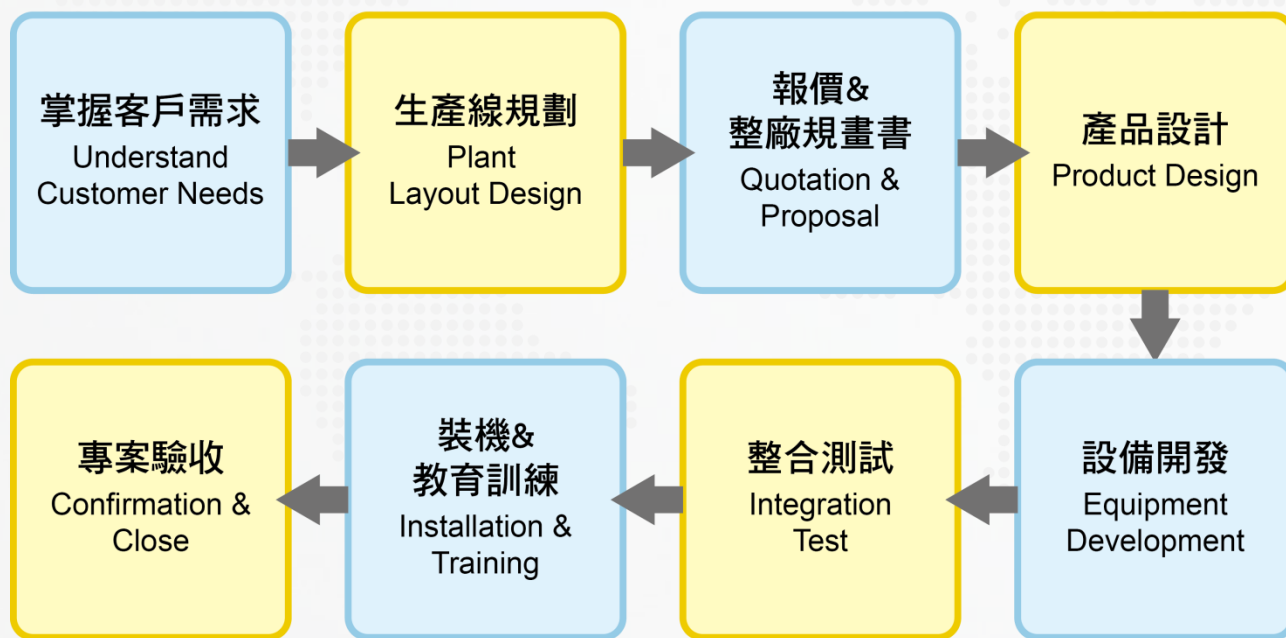 掌握客戶需求
Understand
Customer Needs
生產線規劃
Plant
Layout Design
報價&
整廠規畫書
Quotation &
Proposal
產品設計
Product Design
設備開發
Equipment
Development
整合測試
Integration
Test
裝機&
教育訓練
Installation &
Training
專案驗收
Confirmation &
Close